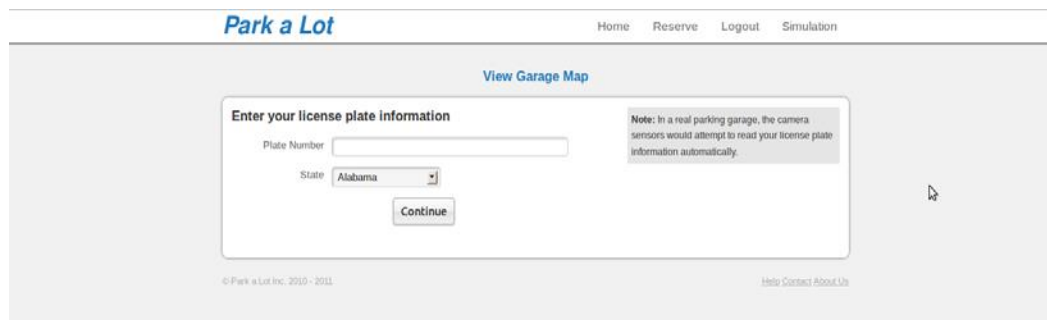 Park a Lot
Home Reserve Logout Simulation
View Garage Map
Enter your license plate information
Plate Number
State Alabama
Continue
Note: In a real parking garage, the camera
sensors would attempt to read your license plate
information automatically.
© Park a Lot Inc. 2010 - 2011
Help Contact About Us